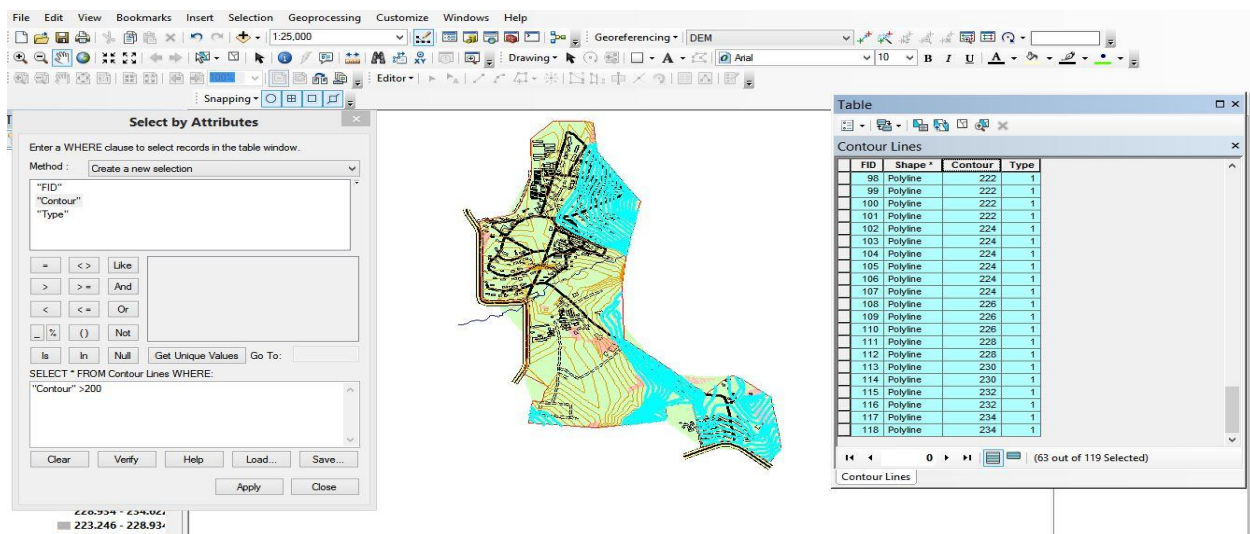 File Edit View Bookmarks Insert Selection Geoprocessing Customize Windows Help
1:25,000 Georeferencing DEM
Drawing A Arial 10 B I U A
100% Editor
Snapping
Select by Attributes
Enter a WHERE clause to select records in the table window.
Method : Create a new selection
"FID"
"Contour"
"Type"
= < > Like
> > = And
< < = Or
_ % () Not
Is In Null Get Unique Values Go To:
SELECT * FROM Contour Lines WHERE:
"Contour" >200
Clear Verify Help Load... Save...
Apply Close
228.934 - 234.622
223.246 - 228.934
Table
Contour Lines
FID Shape * Contour Type
98 Polyline 222 1
99 Polyline 222 1
100 Polyline 222 1
101 Polyline 222 1
102 Polyline 224 1
103 Polyline 224 1
104 Polyline 224 1
105 Polyline 224 1
106 Polyline 224 1
107 Polyline 224 1
108 Polyline 226 1
109 Polyline 226 1
110 Polyline 226 1
111 Polyline 228 1
112 Polyline 228 1
113 Polyline 230 1
114 Polyline 230 1
115 Polyline 232 1
116 Polyline 232 1
117 Polyline 234 1
118 Polyline 234 1
0 (63 out of 119 Selected)
Contour Lines